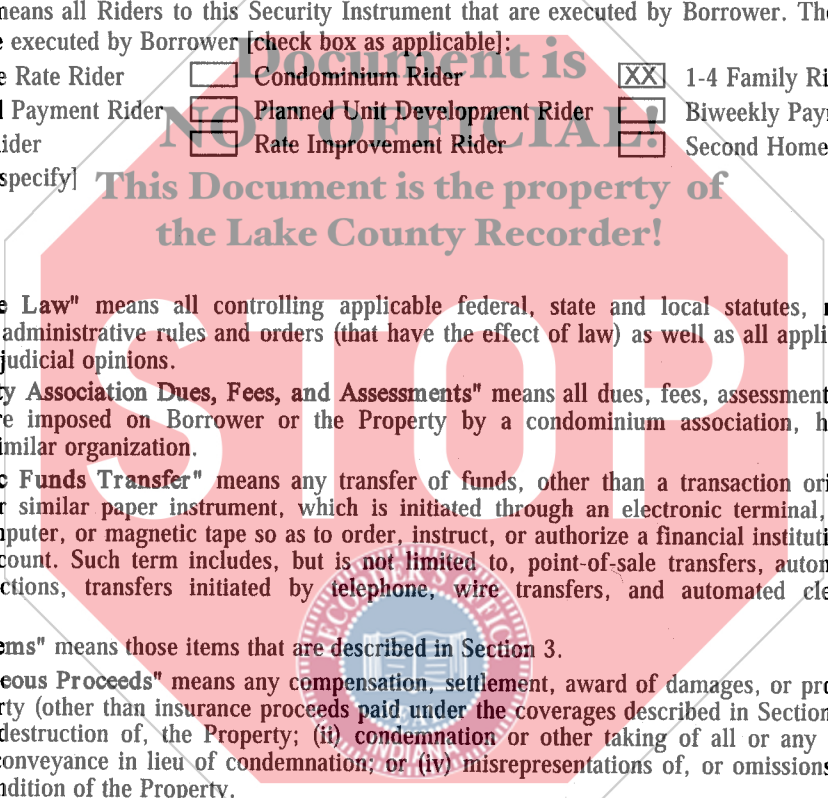 neans all Riders to this Security Instrument that are executed by Borrower. The
e executed by Borrower [check box as applicable]:
e Rate Rider Condominium Rider XX 1-4 Family Ri
l Payment Rider Planned Unit Development Rider Biweekly Payn
ider Rate Improvement Rider Second Home
specify]
Document is
NOT OFFICIAL!
This Document is the property of
the Lake County Recorder!
STOP
e Law" means all controlling applicable federal, state and local statutes, r
administrative rules and orders (that have the effect of law) as well as all appli
judicial opinions.
ty Association Dues, Fees, and Assessments" means all dues, fees, assessment
re imposed on Borrower or the Property by a condominium association, h
imilar organization.
c Funds Transfer" means any transfer of funds, other than a transaction ori
r similar paper instrument, which is initiated through an electronic terminal,
nputer, or magnetic tape so as to order, instruct, or authorize a financial instituti
count. Such term includes, but is not limited to, point-of-sale transfers, autom
ctions, transfers initiated by telephone, wire transfers, and automated cle
ems" means those items that are described in Section 3.
eous Proceeds" means any compensation, settlement, award of damages, or pro
rty (other than insurance proceeds paid under the coverages described in Section
destruction of, the Property; (ii) condemnation or other taking of all or any
conveyance in lieu of condemnation; or (iv) misrepresentations of, or omissions
ndition of the Property.
RECORDER'S OFFIC
INDIANA